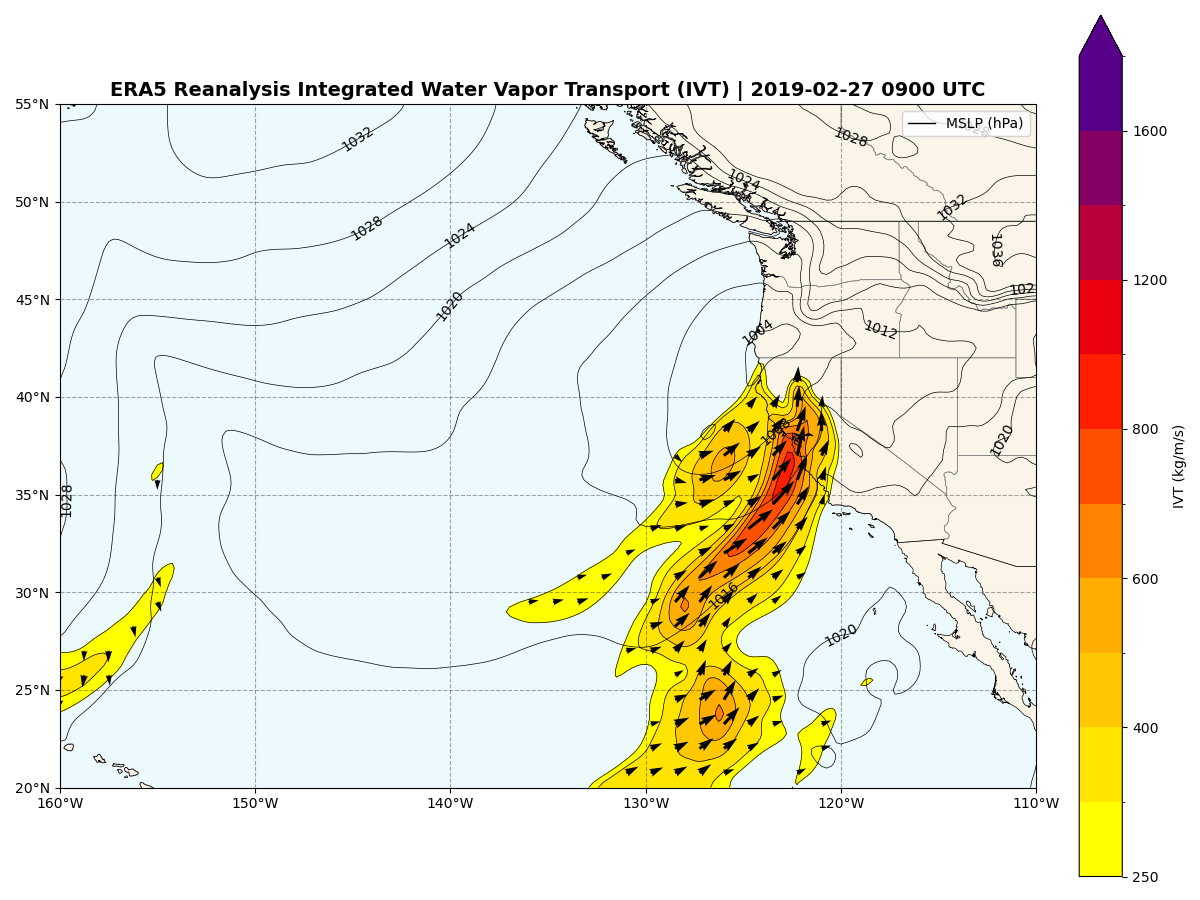 ERA5 Reanalysis Integrated Water Vapor Transport (IVT) | 2019-02-27 0900 UTC
MSLP (hPa)
55°N
50°N
45°N
40°N
35°N
30°N
25°N
20°N
160°W
150°W
140°W
130°W
120°W
110°W
1032
1028
1024
1020
1028
1024
1028
1028
1032
1036
102
1004
1012
1020
1008
1016
1020
1028
1600
1200
800
600
400
250
IVT (kg/m/s)